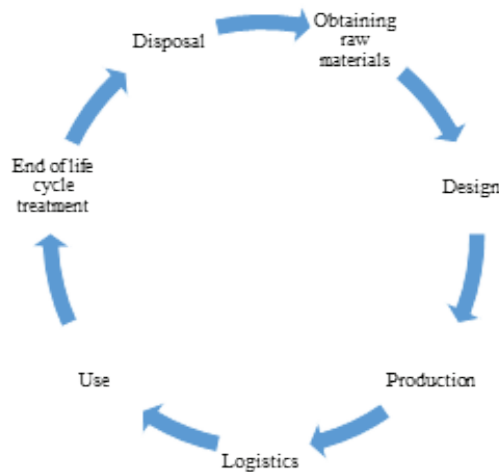 Obtaining
raw
materials
Design
Production
Logistics
Use
End of life
cycle
treatment
Disposal